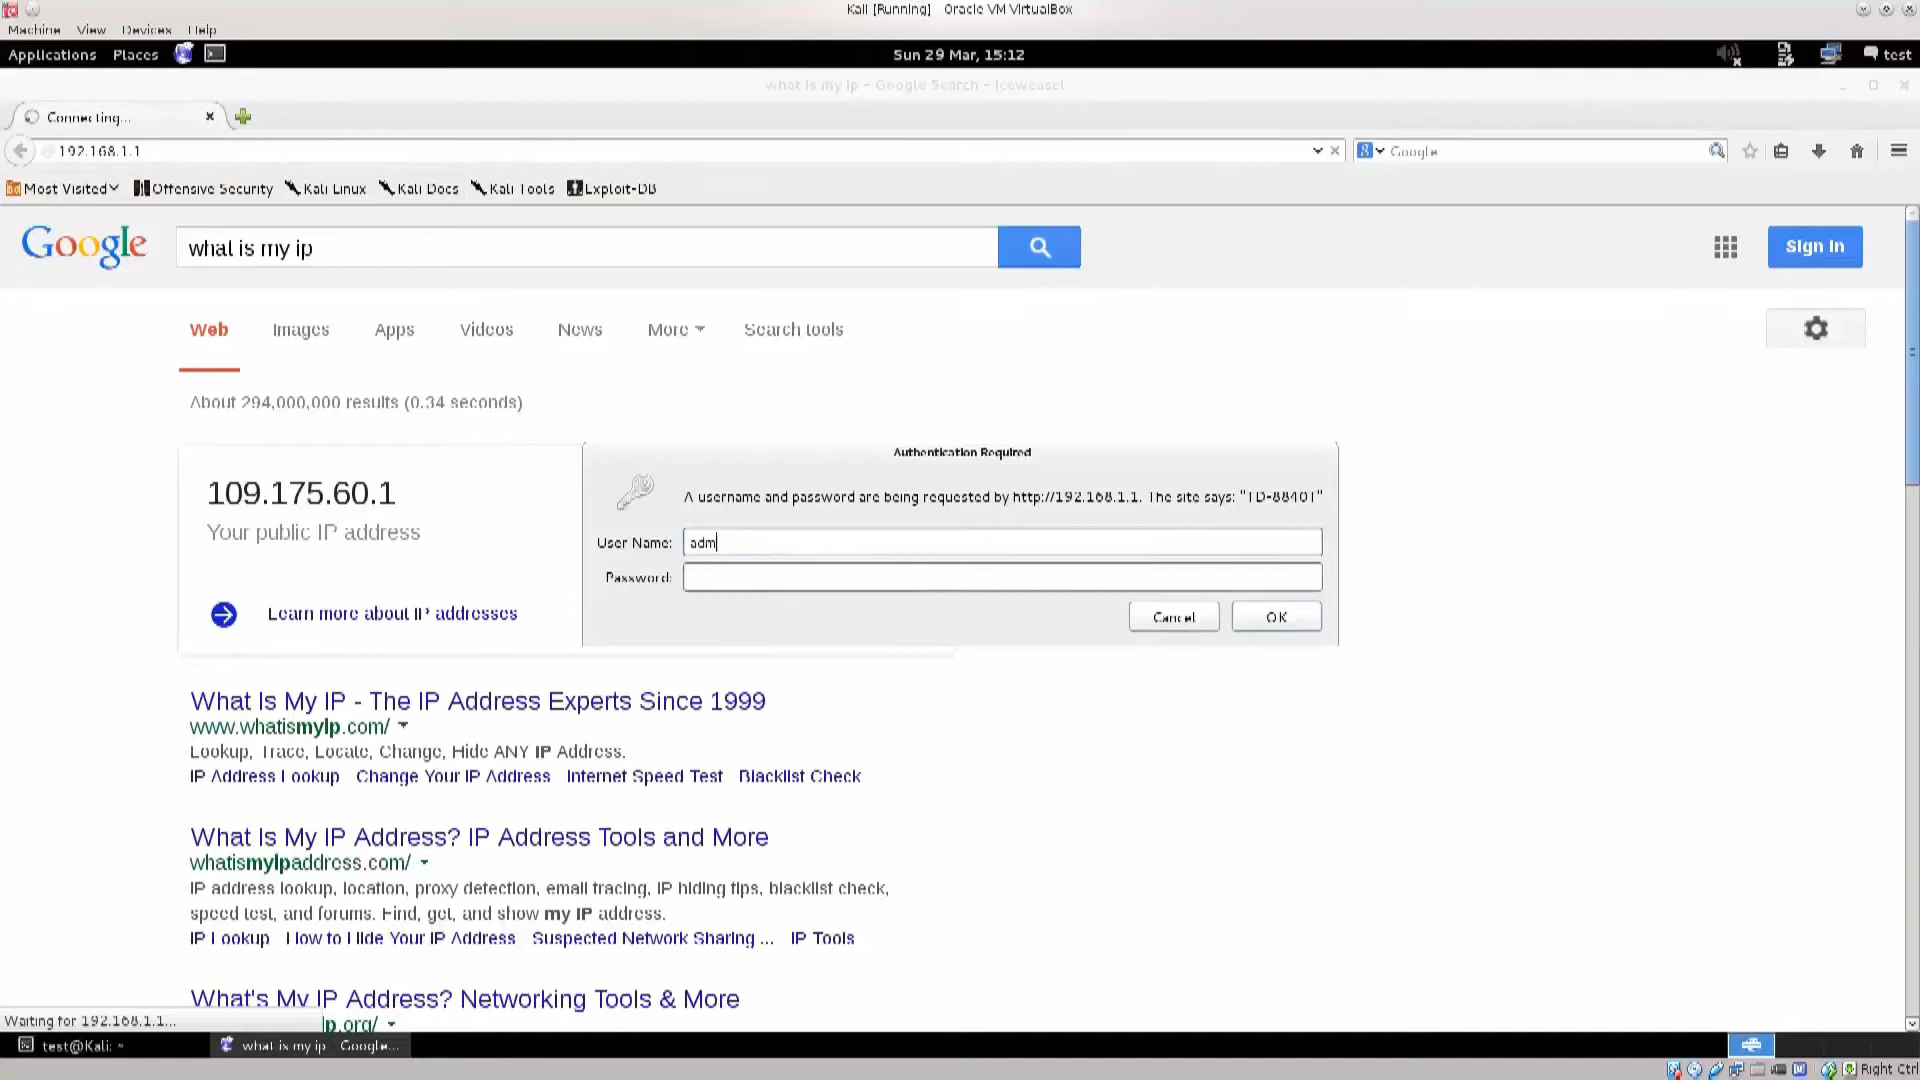 Kali [Running] Oracle VM VirtualBox
Machine View Devices Help
Applications Places Sun 29 Mar, 15:12 test
what is my ip - Google Search - Iceweasel
Connecting...
192.168.1.1 Google
Most Visited Offensive Security Kali Linux Kali Docs Kali Tools Exploit-DB
Google what is my ip Sign in
Web Images Apps Videos News More Search tools
About 294,000,000 results (0.34 seconds)
109.175.60.1
Your public IP address
Learn more about IP addresses
Authentication Required
A username and password are being requested by http://192.168.1.1. The site says: "TD-8840T"
User Name: adm
Password:
Cancel OK
What Is My IP - The IP Address Experts Since 1999
www.whatismyip.com/
Lookup, Trace, Locate, Change, Hide ANY IP Address.
IP Address Lookup Change Your IP Address Internet Speed Test Blacklist Check
What Is My IP Address? IP Address Tools and More
whatismyipaddress.com/
IP address lookup, location, proxy detection, email tracing, IP hiding tips, blacklist check,
speed test, and forums. Find, get, and show my IP address.
IP Lookup How to Hide Your IP Address Suspected Network Sharing ... IP Tools
What's My IP Address? Networking Tools & More
ip.org/
Waiting for 192.168.1.1...
test@Kali: ~ what is my ip - Google...
Right Ctrl